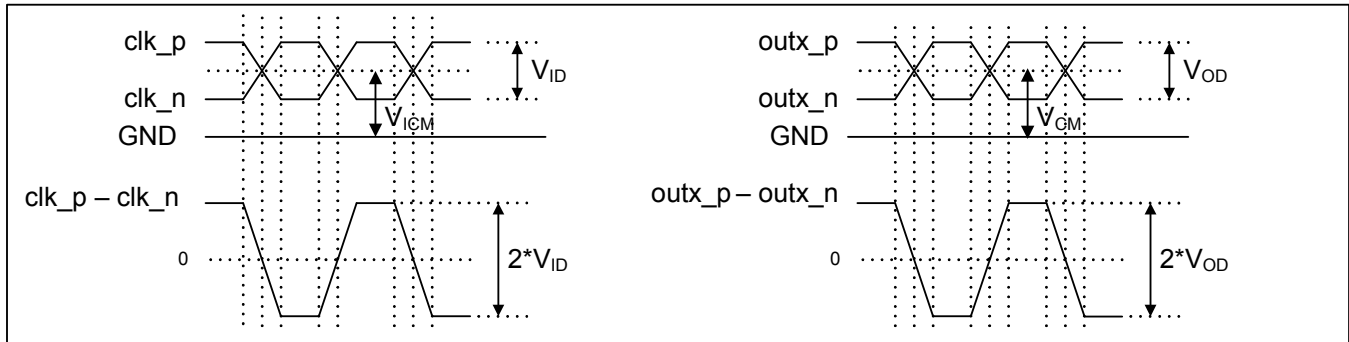 clk_p
V_ID
clk_n
V_ICM
GND
clk_p – clk_n
0
2*V_ID
outx_p
V_OD
outx_n
V_CM
GND
outx_p – outx_n
0
2*V_OD